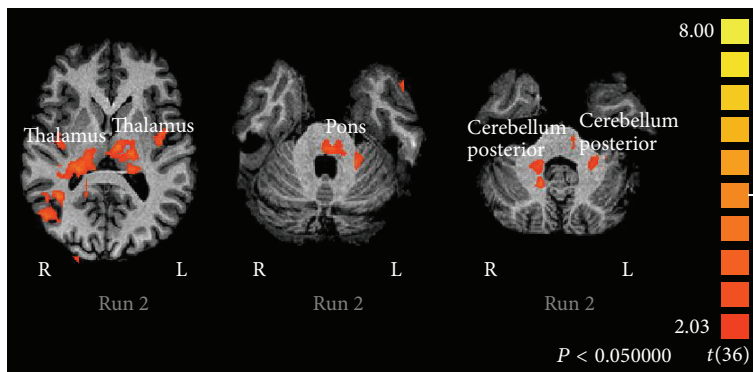 8.00
Thalamus
Thalamus
Pons
Cerebellum
posterior
Cerebellum
posterior
R
L
R
L
R
L
Run 2
Run 2
Run 2
2.03
P < 0.050000
t(36)